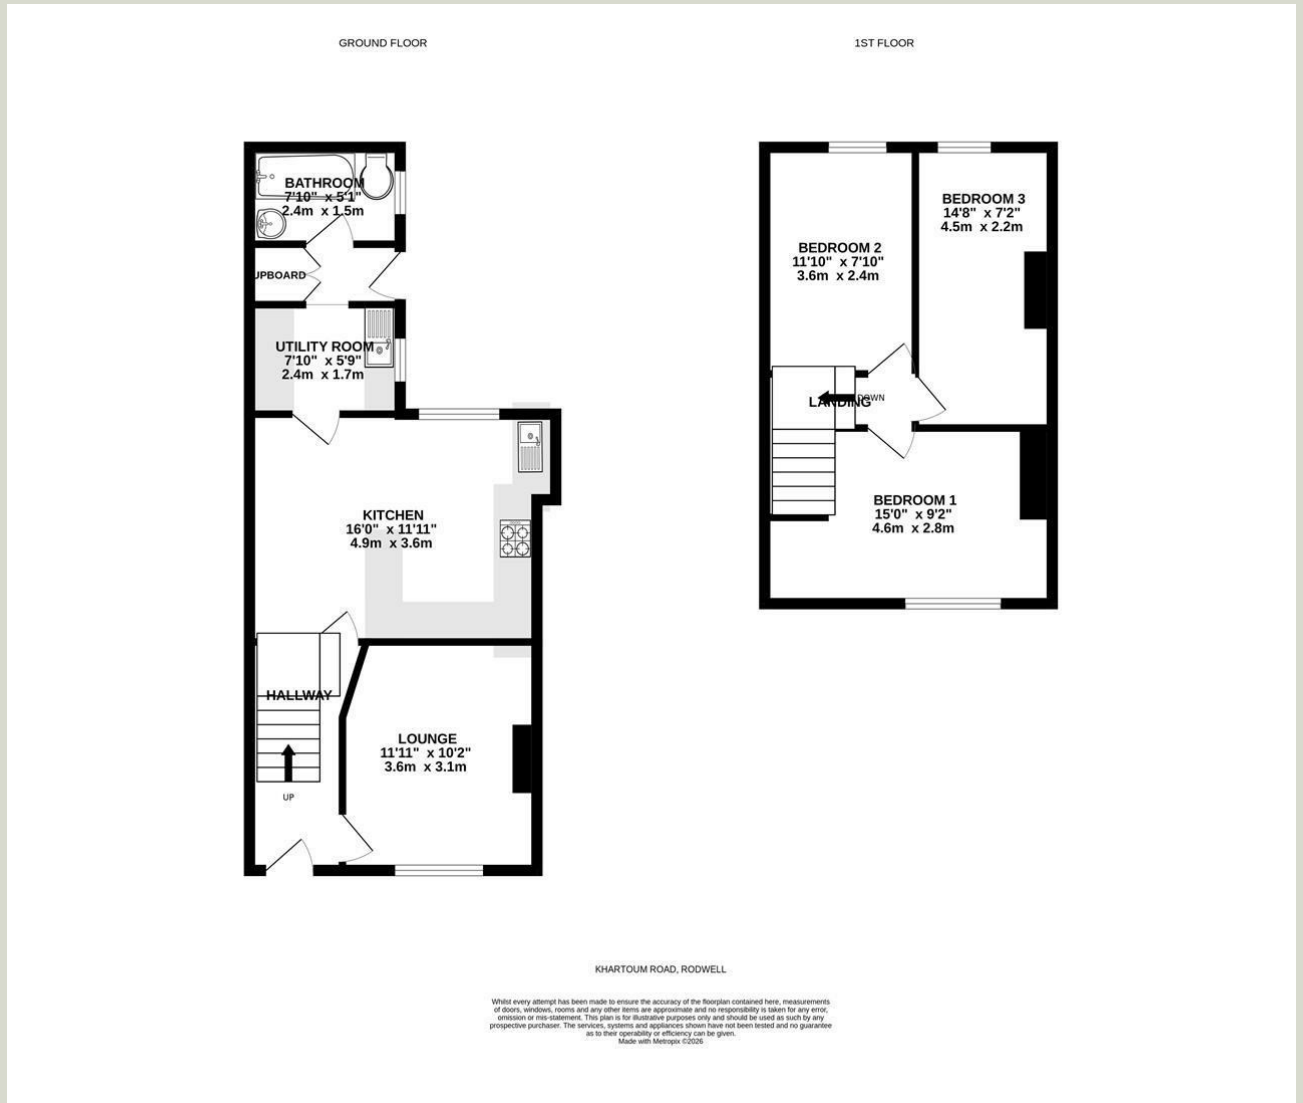 GROUND FLOOR
1ST FLOOR
BATHROOM
7'10" x 5'1"
2.4m x 1.5m
UPBOARD
UTILITY ROOM
7'10" x 5'9"
2.4m x 1.7m
KITCHEN
16'0" x 11'11"
4.9m x 3.6m
HALLWAY
UP
LOUNGE
11'11" x 10'2"
3.6m x 3.1m
BEDROOM 2
11'10" x 7'10"
3.6m x 2.4m
BEDROOM 3
14'8" x 7'2"
4.5m x 2.2m
DOWN
LANDING
BEDROOM 1
15'0" x 9'2"
4.6m x 2.8m
KHARTOUM ROAD, RODWELL
Whilst every attempt has been made to ensure the accuracy of the floorplan contained here, measurements
of doors, windows, rooms and any other items are approximate and no responsibility is taken for any error,
omission or mis-statement. This plan is for illustrative purposes only and should be used as such by any
prospective purchaser. The services, systems and appliances shown have not been tested and no guarantee
as to their operability or efficiency can be given.
Made with Metropix ©2026